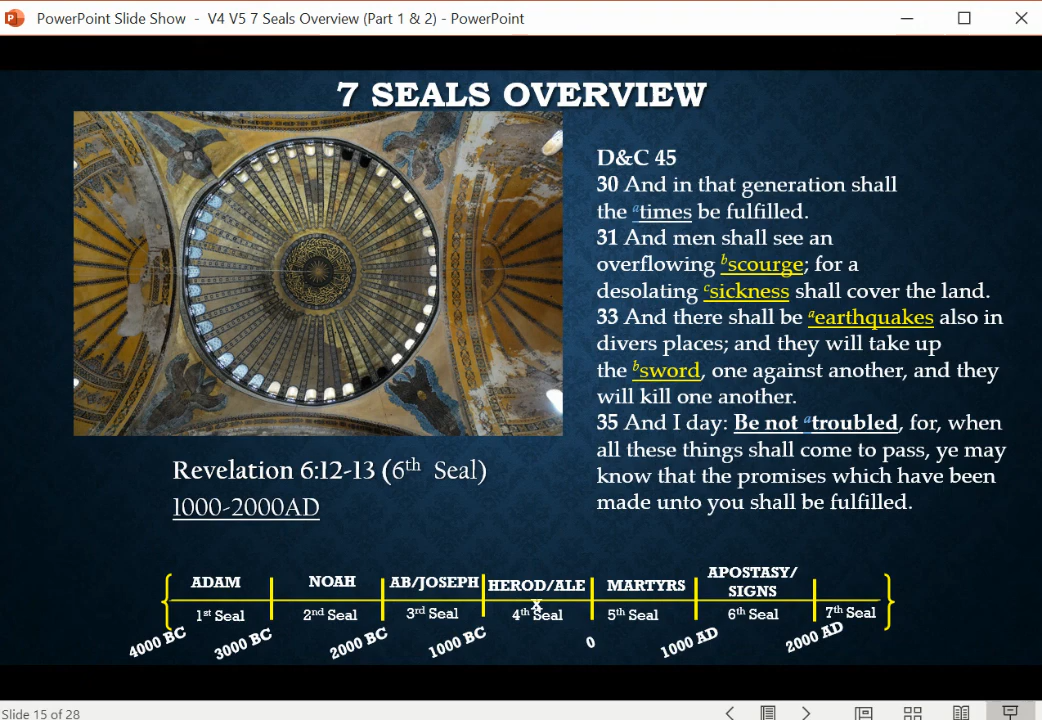 PowerPoint Slide Show - V4 V5 7 Seals Overview (Part 1 & 2) - PowerPoint
7 SEALS OVERVIEW
D&C 45
30 And in that generation shall
the ᵃtimes be fulfilled.
31 And men shall see an
overflowing ᵇscourge; for a
desolating ᶜsickness shall cover the land.
33 And there shall be ᵃearthquakes also in
divers places; and they will take up
the ᵇsword, one against another, and they
will kill one another.
35 And I day: Be not ᵃtroubled, for, when
all these things shall come to pass, ye may
know that the promises which have been
made unto you shall be fulfilled.
Revelation 6:12-13 (6th Seal)
1000-2000AD
ADAM
NOAH
AB/JOSEPH
HEROD/ALE
X
MARTYRS
APOSTASY/
SIGNS
1st Seal
2nd Seal
3rd Seal
4th Seal
5th Seal
6th Seal
7th Seal
4000 BC
3000 BC
2000 BC
1000 BC
0
1000 AD
2000 AD
Slide 15 of 28